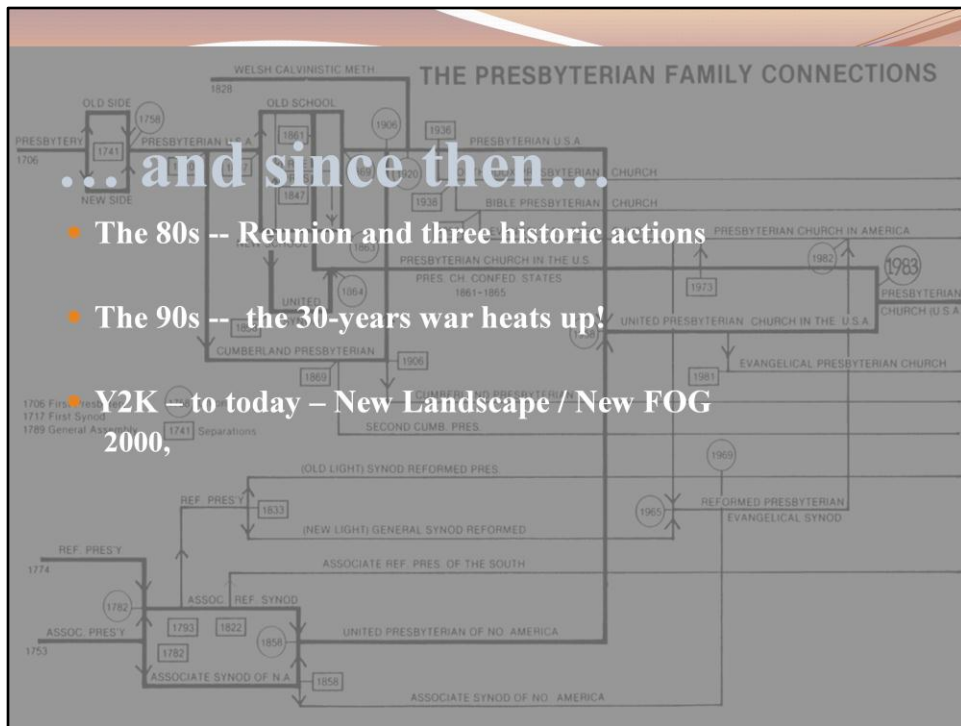 WELSH CALVINISTIC METH
1828
THE PRESBYTERIAN FAMILY CONNECTIONS
OLD SIDE
1758
OLD SCHOOL
1861
1906
1936
PRESBYTERY
1706
1741
PRESBYTERIAN U.S.A.
PRESBYTERIAN U.S.A.
NEW SIDE
1920
CHURCH
… and since then…
1847
1936
BIBLE PRESBYTERIAN CHURCH
• The 80s -- Reunion and three historic actions
PRESBYTERIAN CHURCH IN AMERICA
1863
1982
1983
PRESBYTERIAN CHURCH IN THE U.S.
PRES. CH. CONFED. STATES
1861-1865
1864
1973
PRESBYTERIAN
CHURCH (U.S.A.
UNITED
• The 90s -- the 30-years war heats up!
UNITED PRESBYTERIAN CHURCH IN THE U.S.A.
1958
CUMBERLAND PRESBYTERIAN
1906
1869
1981
EVANGELICAL PRESBYTERIAN CHURCH
CUMBERLAND PRESBYTERIAN
• Y2K – to today – New Landscape / New FOG
2000,
1706 First
1717 First Synod
1789 General Assembly
1741 Separations
SECOND CUMB. PRES.
1969
(OLD LIGHT) SYNOD REFORMED PRES.
REF. PRES'Y
1833
1965
REFORMED PRESBYTERIAN
EVANGELICAL SYNOD
(NEW LIGHT) GENERAL SYNOD REFORMED
REF. PRES'Y
1774
ASSOCIATE REF. PRES. OF THE SOUTH
1782
ASSOC. REF. SYNOD
1793
1822
1858
ASSOC. PRES'Y
1753
1782
UNITED PRESBYTERIAN OF NO. AMERICA
ASSOCIATE SYNOD OF N.A.
1858
ASSOCIATE SYNOD OF NO. AMERICA